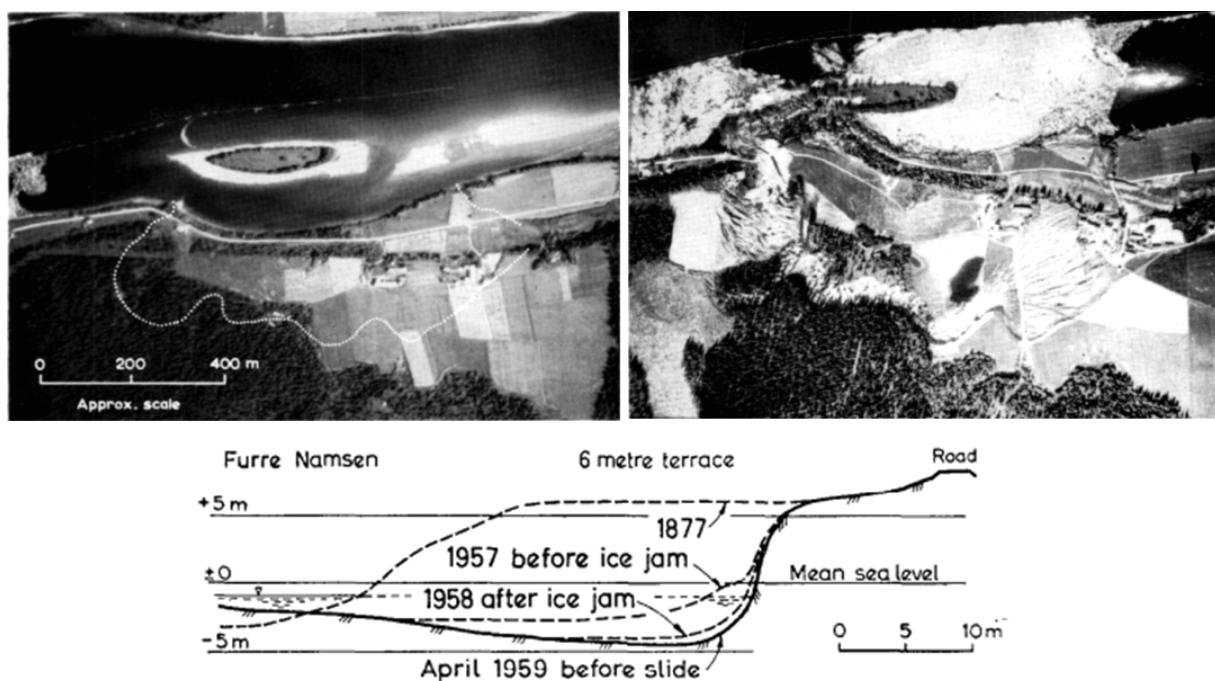 0 200 400 m
Approx. scale
Furre Namsen 6 metre terrace Road
+5 m
1877
1957 before ice jam
±0 Mean sea level
1958 after ice jam
-5m 0 5 10 m
April 1959 before slide